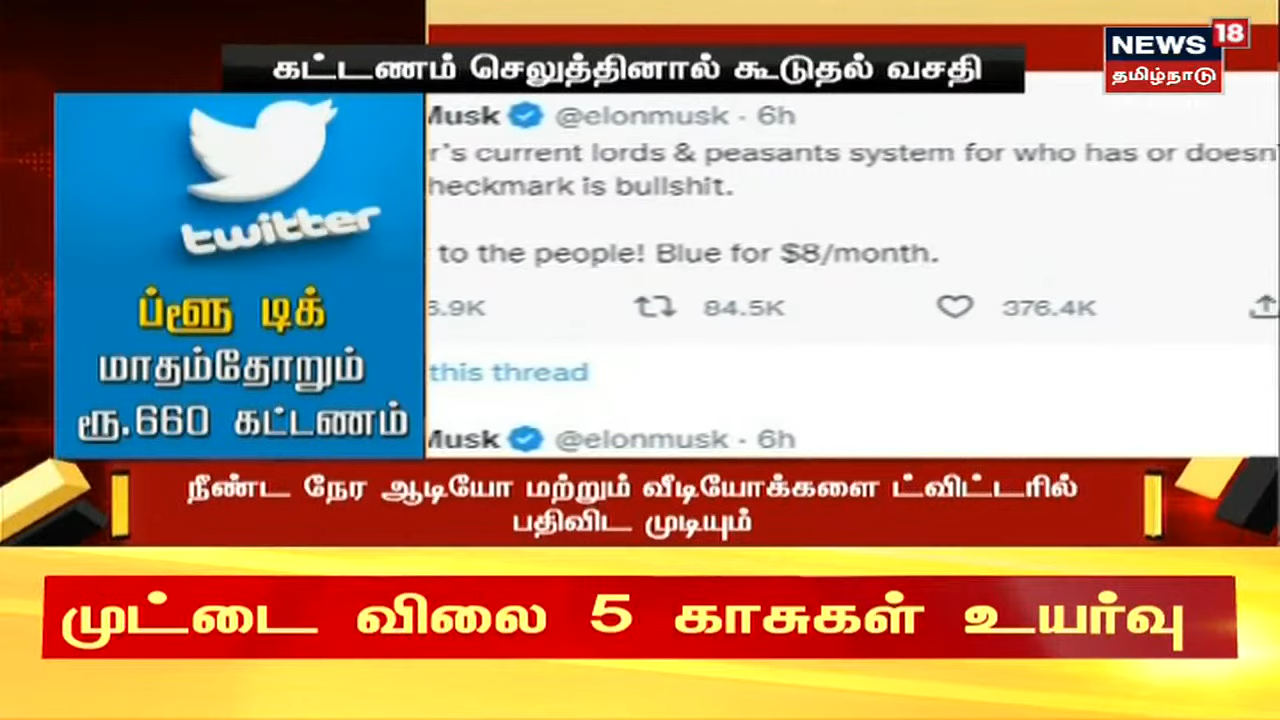 கட்டணம் செலுத்தினால் கூடுதல் வசதி
NEWS 18
தமிழ்நாடு
twitter
ப்ளூ டிக்
மாதம்தோறும்
ரூ.660 கட்டணம்
Musk @elonmusk · 6h
r's current lords & peasants system for who has or doesn'
heckmark is bullshit.
to the people! Blue for $8/month.
6.9K 84.5K 376.4K
this thread
Musk @elonmusk · 6h
நீண்ட நேர ஆடியோ மற்றும் வீடியோக்களை ட்விட்டரில்
பதிவிட முடியும்
முட்டை விலை 5 காசுகள் உயர்வு